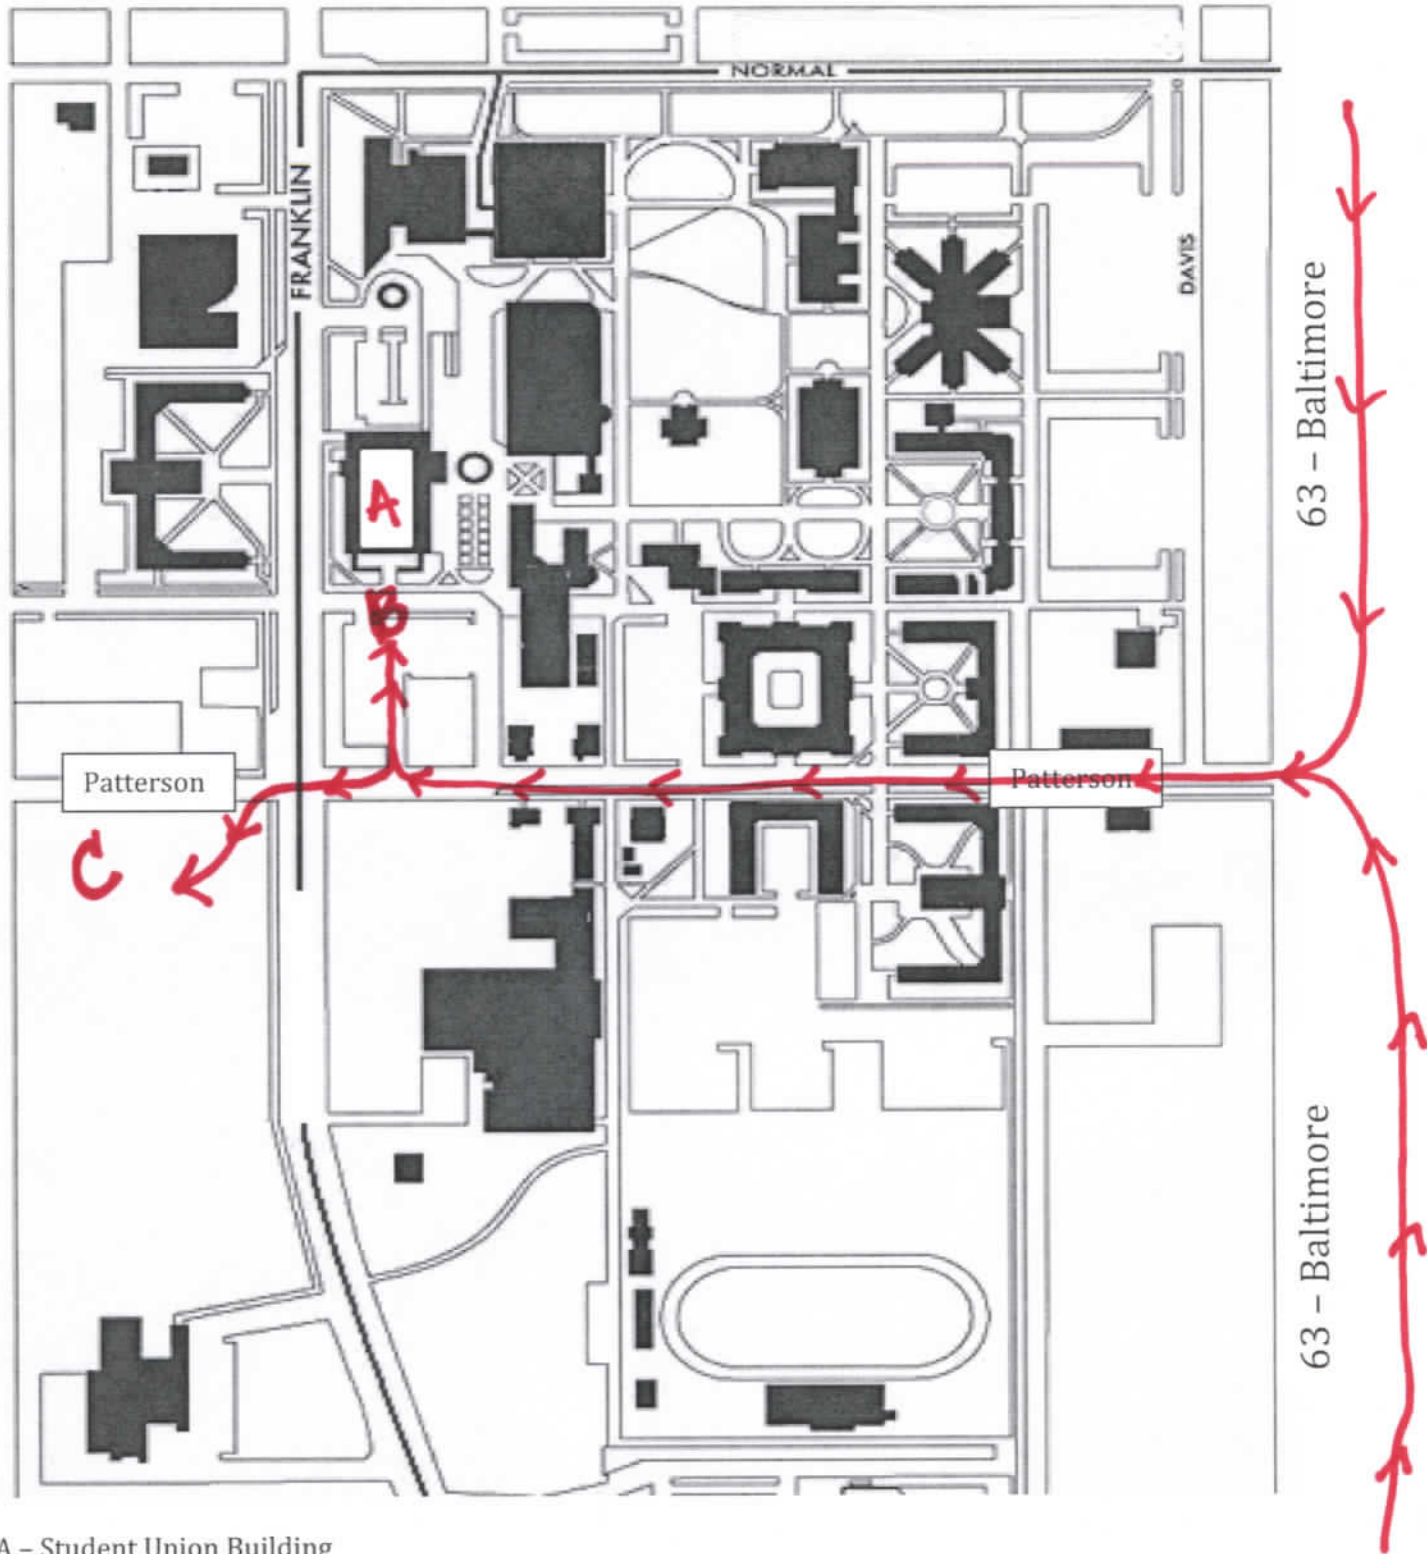 NORMAL
FRANKLIN
DAVIS
63 – Baltimore
A
B
Patterson
Patterson
C
63 – Baltimore
A – Student Union Building